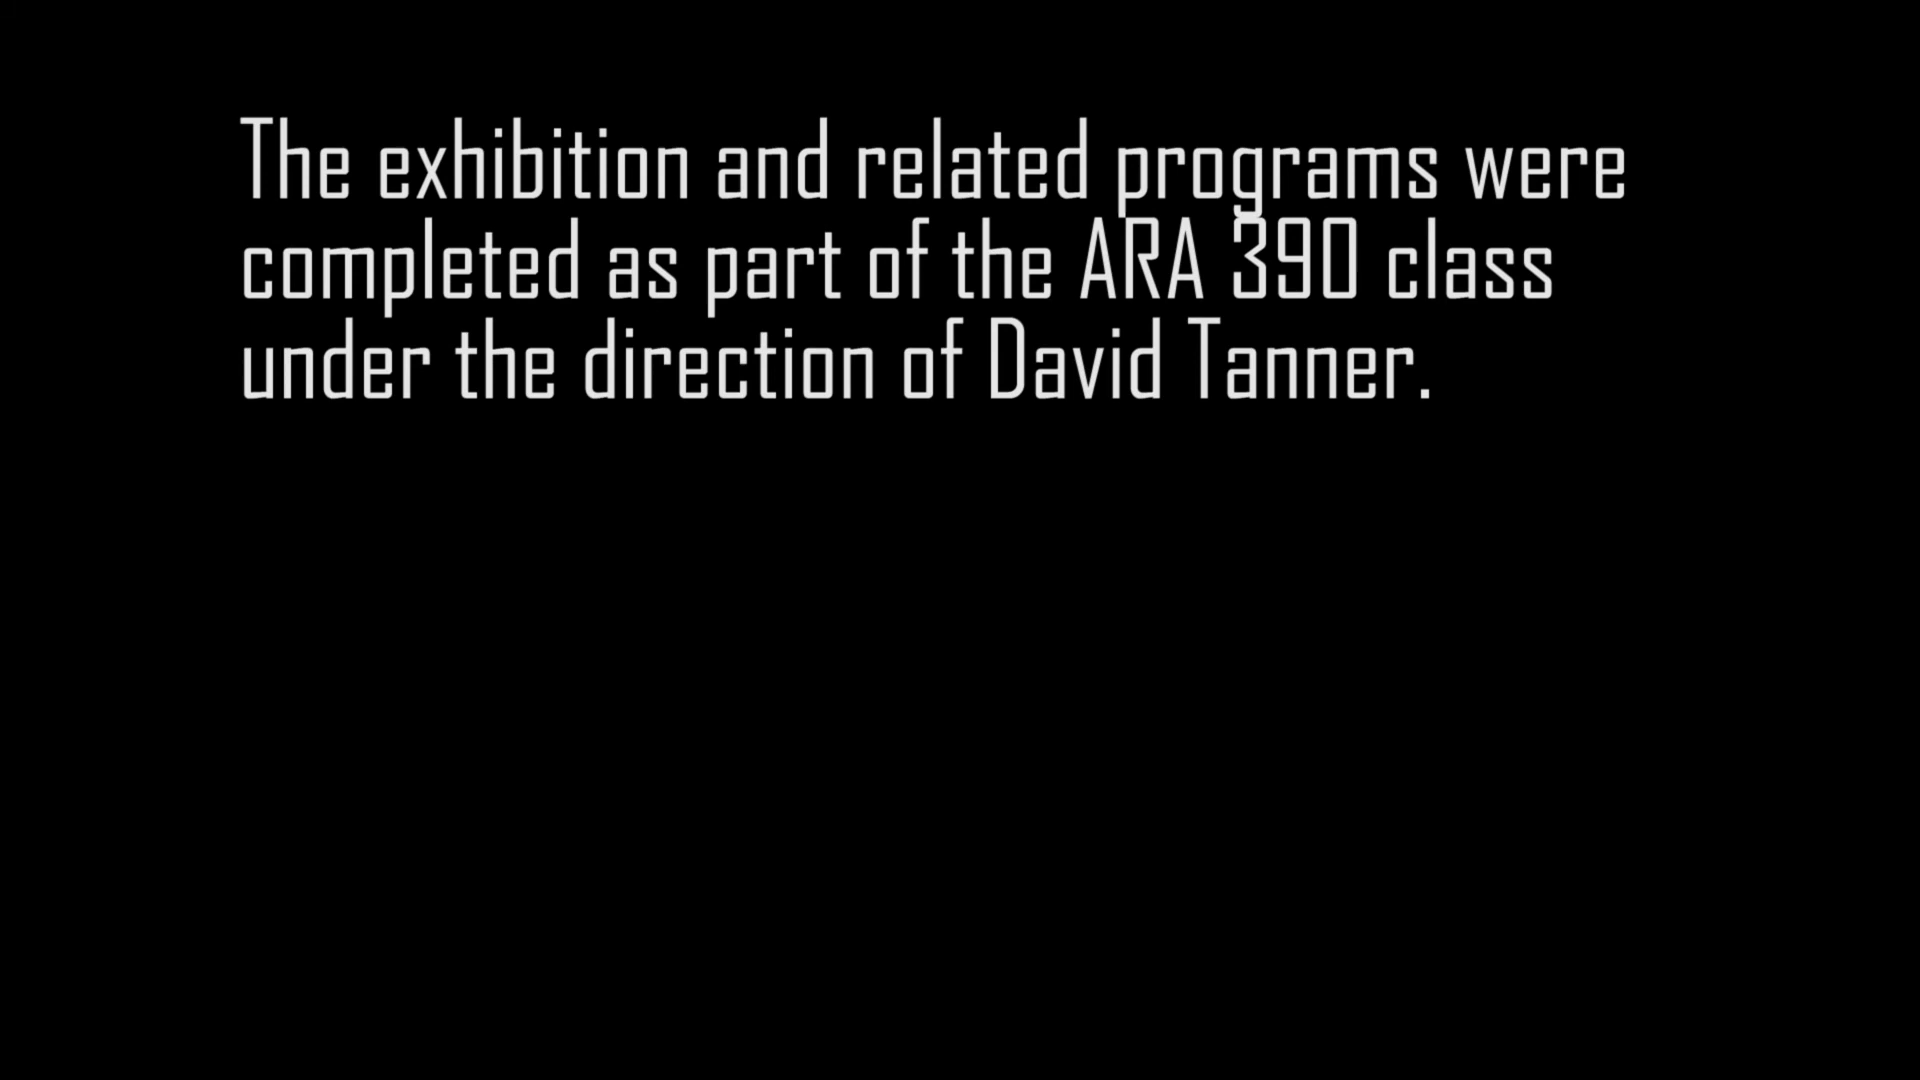 The exhibition and related programs were
completed as part of the ARA 390 class
under the direction of David Tanner.